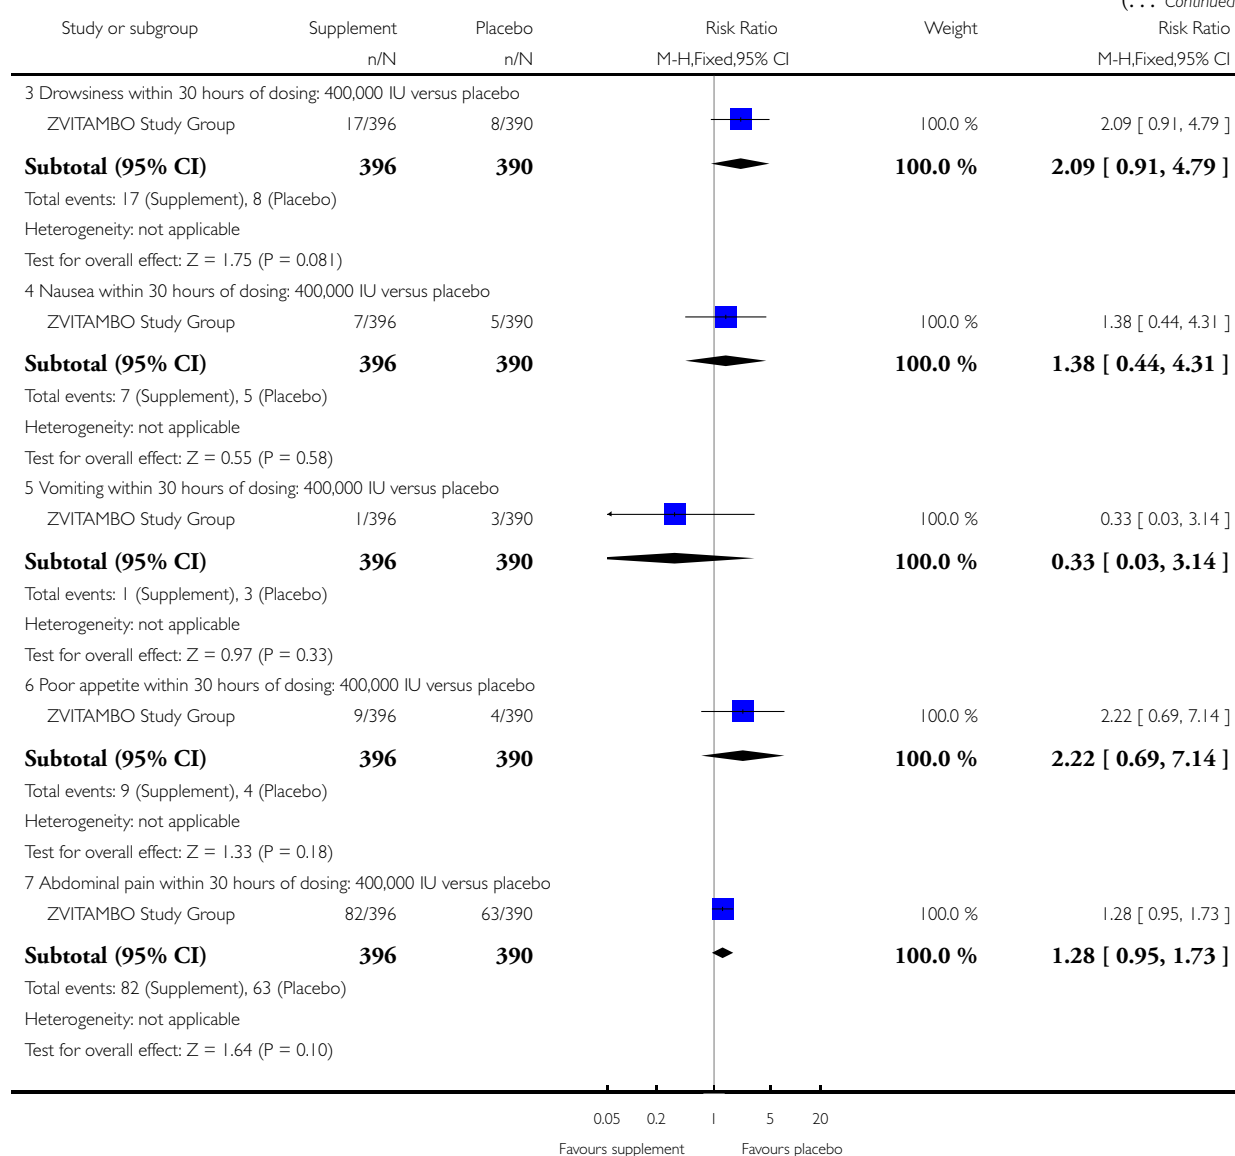 (... Continued
Study or subgroup Supplement Placebo Risk Ratio Weight Risk Ratio
n/N n/N M-H,Fixed,95% CI M-H,Fixed,95% CI
3 Drowsiness within 30 hours of dosing: 400,000 IU versus placebo
ZVITAMBO Study Group 17/396 8/390 100.0 % 2.09 [ 0.91, 4.79 ]
Subtotal (95% CI) 396 390 100.0 % 2.09 [ 0.91, 4.79 ]
Total events: 17 (Supplement), 8 (Placebo)
Heterogeneity: not applicable
Test for overall effect: Z = 1.75 (P = 0.081)
4 Nausea within 30 hours of dosing: 400,000 IU versus placebo
ZVITAMBO Study Group 7/396 5/390 100.0 % 1.38 [ 0.44, 4.31 ]
Subtotal (95% CI) 396 390 100.0 % 1.38 [ 0.44, 4.31 ]
Total events: 7 (Supplement), 5 (Placebo)
Heterogeneity: not applicable
Test for overall effect: Z = 0.55 (P = 0.58)
5 Vomiting within 30 hours of dosing: 400,000 IU versus placebo
ZVITAMBO Study Group 1/396 3/390 100.0 % 0.33 [ 0.03, 3.14 ]
Subtotal (95% CI) 396 390 100.0 % 0.33 [ 0.03, 3.14 ]
Total events: 1 (Supplement), 3 (Placebo)
Heterogeneity: not applicable
Test for overall effect: Z = 0.97 (P = 0.33)
6 Poor appetite within 30 hours of dosing: 400,000 IU versus placebo
ZVITAMBO Study Group 9/396 4/390 100.0 % 2.22 [ 0.69, 7.14 ]
Subtotal (95% CI) 396 390 100.0 % 2.22 [ 0.69, 7.14 ]
Total events: 9 (Supplement), 4 (Placebo)
Heterogeneity: not applicable
Test for overall effect: Z = 1.33 (P = 0.18)
7 Abdominal pain within 30 hours of dosing: 400,000 IU versus placebo
ZVITAMBO Study Group 82/396 63/390 100.0 % 1.28 [ 0.95, 1.73 ]
Subtotal (95% CI) 396 390 100.0 % 1.28 [ 0.95, 1.73 ]
Total events: 82 (Supplement), 63 (Placebo)
Heterogeneity: not applicable
Test for overall effect: Z = 1.64 (P = 0.10)
0.05 0.2 1 5 20
Favours supplement Favours placebo